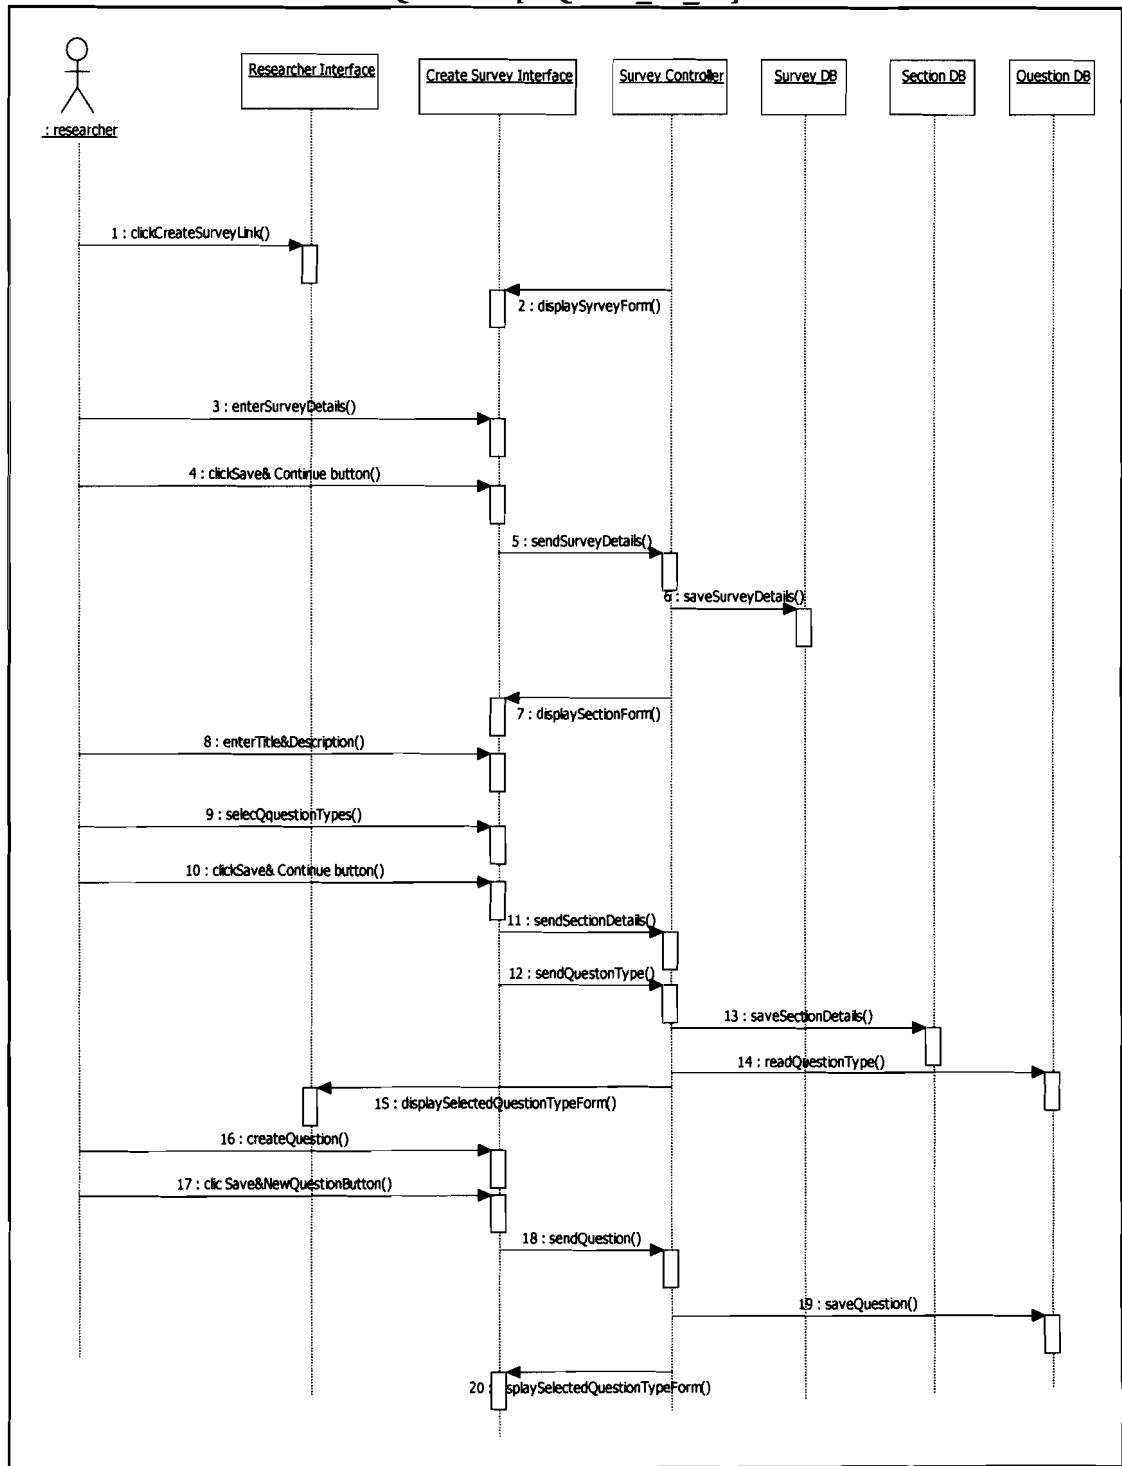 Researcher Interface
Create Survey Interface
Survey Controller
Survey DB
Section DB
Question DB
: researcher
1 : clickCreateSurveyLink()
2 : displaySyrveyForm()
3 : enterSurveyDetails()
4 : clickSave& Continue button()
5 : sendSurveyDetails()
6 : saveSurveyDetails()
7 : displaySectionForm()
8 : enterTitle&Description()
9 : selecQquestionTypes()
10 : clickSave& Continue button()
11 : sendSectionDetails()
12 : sendQuestonType()
13 : saveSectionDetails()
14 : readQuestionType()
15 : displaySelectedQuestionTypeForm()
16 : createQuestion()
17 : clic Save&NewQuestionButton()
18 : sendQuestion()
19 : saveQuestion()
20 : splaySelectedQuestionTypeForm()